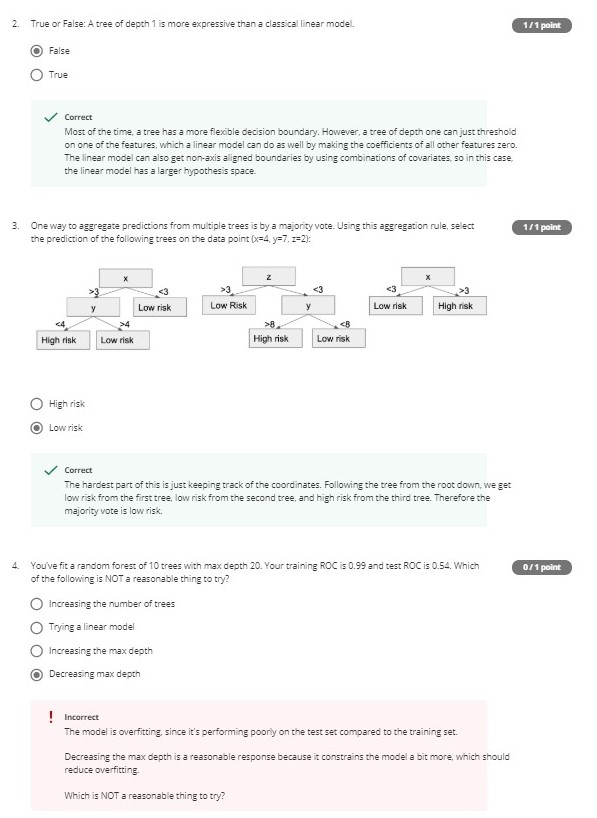 2. True or False: A tree of depth 1 is more expressive than a classical linear model.
1 / 1 point
False
True
Correct
Most of the time, a tree has a more flexible decision boundary. However, a tree of depth one can just threshold
on one of the features, which a linear model can do as well by making the coefficients of all other features zero.
The linear model can also get non-axis aligned boundaries by using combinations of covariates, so in this case,
the linear model has a larger hypothesis space.
3. One way to aggregate predictions from multiple trees is by a majority vote. Using this aggregation rule, select
the prediction of the following trees on the data point (x=4, y=7, z=2):
1 / 1 point
x
>3 <3
y Low risk
<4 >4
High risk Low risk
z
>3 <3
Low Risk y
>8 <8
High risk Low risk
x
<3 >3
Low risk High risk
High risk
Low risk
Correct
The hardest part of this is just keeping track of the coordinates. Following the tree from the root down, we get
low risk from the first tree, low risk from the second tree, and high risk from the third tree. Therefore the
majority vote is low risk.
4. You've fit a random forest of 10 trees with max depth 20. Your training ROC is 0.99 and test ROC is 0.54. Which
of the following is NOT a reasonable thing to try?
0 / 1 point
Increasing the number of trees
Trying a linear model
Increasing the max depth
Decreasing max depth
! Incorrect
The model is overfitting, since it's performing poorly on the test set compared to the training set.
Decreasing the max depth is a reasonable response because it constrains the model a bit more, which should
reduce overfitting.
Which is NOT a reasonable thing to try?